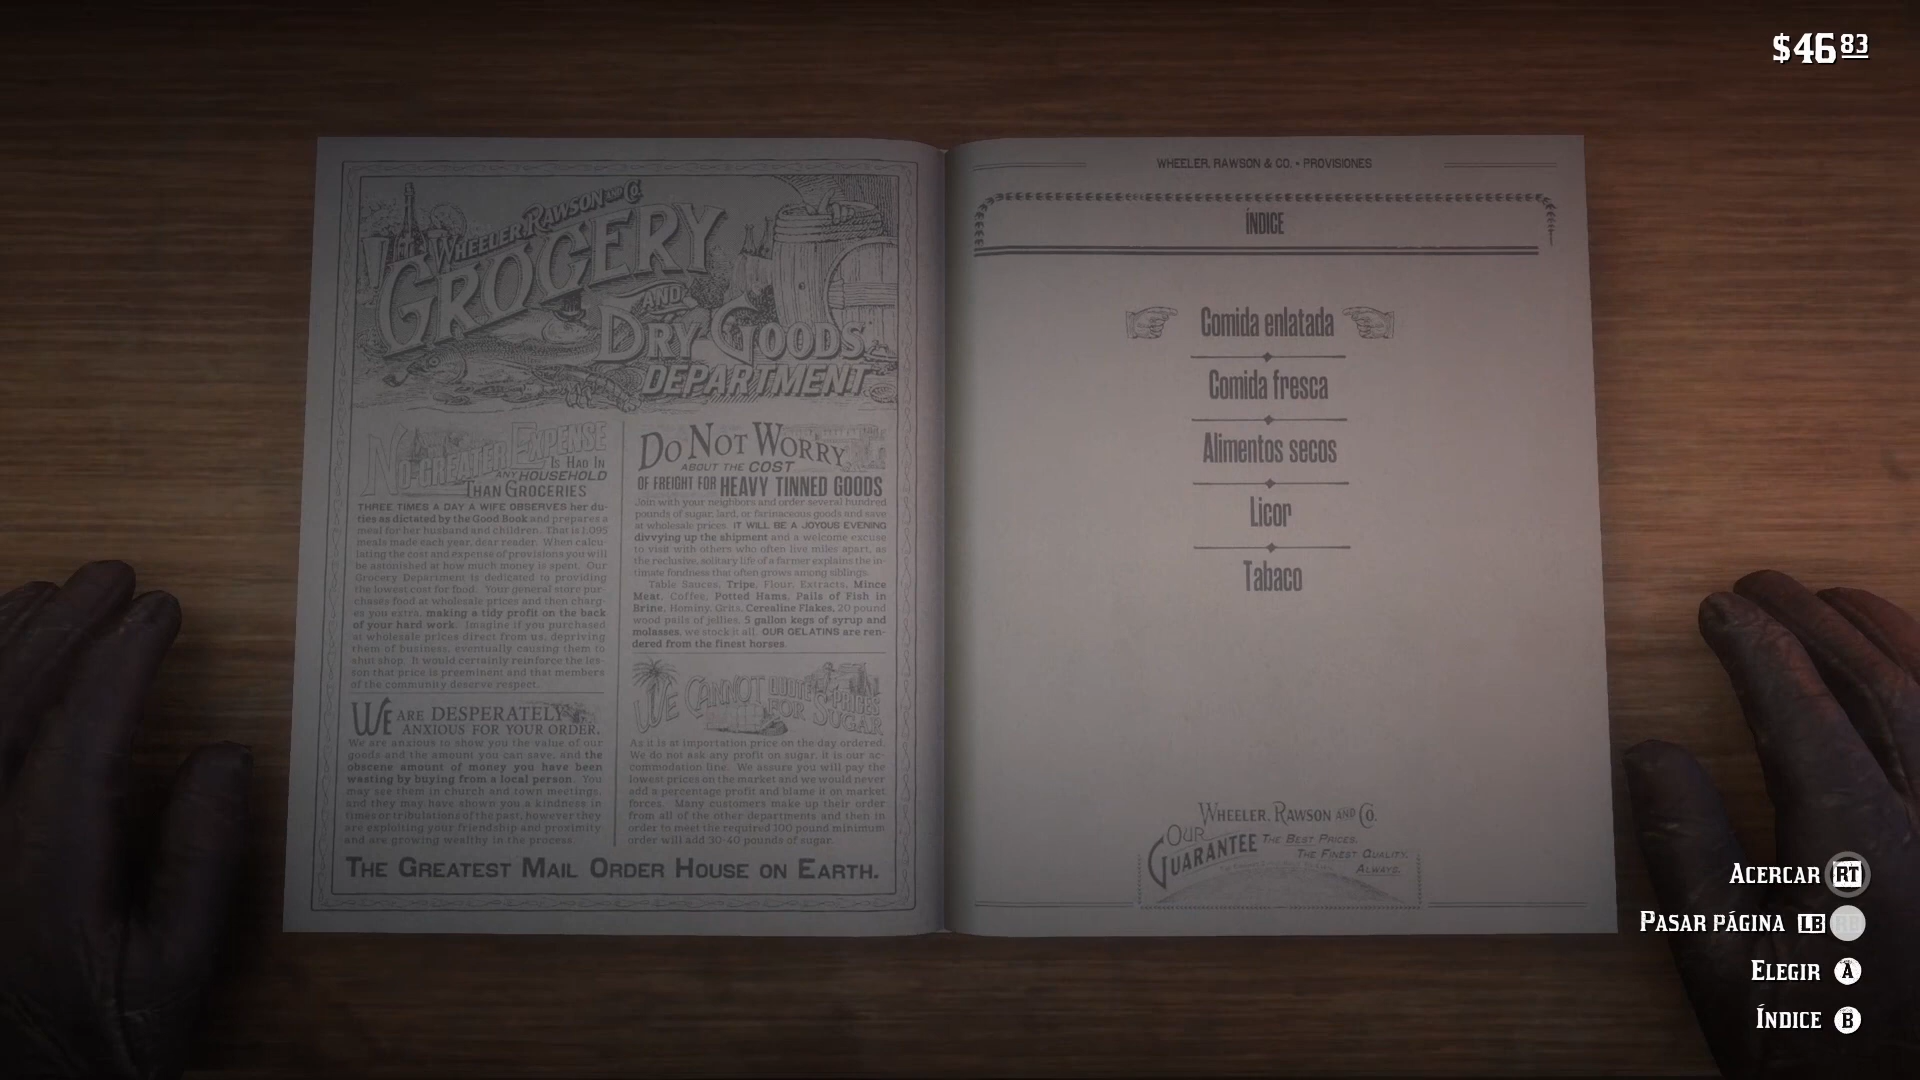 $46 83
WHEELER, RAWSON AND CO.
GROCERY
AND
DRY GOODS
DEPARTMENT
NO GREATER EXPENSE
IS HAD IN
ANY HOUSEHOLD
THAN GROCERIES
THREE TIMES A DAY A WIFE OBSERVES her du-
ties as dictated by the Good Book and prepares a
meal for her husband and children. That is 1,095
meals made each year, dear reader. When calcu-
lating the cost and expense of provisions you will
be astonished at how much money is spent. Our
Grocery Department is dedicated to providing
the lowest cost for food. Your general store pur-
chases food at wholesale prices and then charg-
es you extra, making a tidy profit on the back
of your hard work. Imagine if you purchased
at wholesale prices direct from us, depriving
them of business, eventually causing them to
shut shop. It would certainly reinforce the les-
son that price is preeminent and that members
of the community deserve respect.
WE ARE DESPERATELY
ANXIOUS FOR YOUR ORDER.
We are anxious to show you the value of our
goods and the amount you can save, and the
obscene amount of money you have been
wasting by buying from a local person. You
may see them in church and town meetings,
and they may have shown you a kindness in
times or tribulations of the past, however they
are exploiting your friendship and proximity
and are growing wealthy in the process.
DO NOT WORRY
ABOUT THE COST
OF FREIGHT FOR HEAVY TINNED GOODS
Join with your neighbors and order several hundred
pounds of sugar, lard, or farinaceous goods and save
at wholesale prices. IT WILL BE A JOYOUS EVENING
divvying up the shipment and a welcome excuse
to visit with others who often live miles apart, as
the reclusive, solitary life of a farmer explains the in-
timate fondness that often grows among siblings.
Table Sauces, Tripe, Flour, Extracts, Mince
Meat, Coffee, Potted Hams, Pails of Fish in
Brine, Hominy, Grits, Cerealine Flakes, 20 pound
wood pails of jellies, 5 gallon kegs of syrup and
molasses, we stock it all. OUR GELATINS are ren-
dered from the finest horses.
WE CANNOT QUOTE PRICES
FOR SUGAR
As it is at importation price on the day ordered.
We do not ask any profit on sugar, it is our ac-
commodation line. We assure you will pay the
lowest prices on the market and we would never
add a percentage profit and blame it on market
forces. Many customers make up their order
from all of the other departments and then in
order to meet the required 100 pound minimum
order will add 30-40 pounds of sugar.
THE GREATEST MAIL ORDER HOUSE ON EARTH.
WHEELER, RAWSON & CO. • PROVISIONES
ÍNDICE
Comida enlatada
Comida fresca
Alimentos secos
Licor
Tabaco
WHEELER, RAWSON AND CO.
OUR
GUARANTEE
THE BEST PRICES.
THE FINEST QUALITY.
ALWAYS.
ACERCAR RT
PASAR PÁGINA LB RB
ELEGIR A
ÍNDICE B